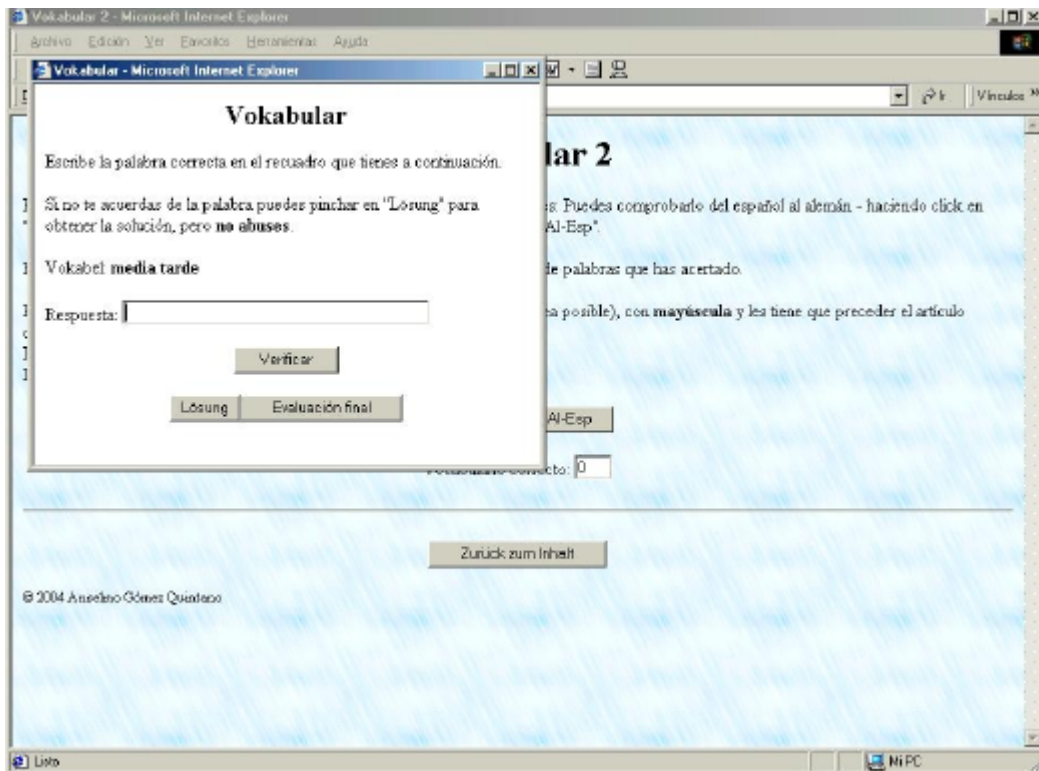 Vokabular 2 - Microsoft Internet Explorer
Archivo Edición Ver Favoritos Herramientas Ayuda
Vokabular - Microsoft Internet Explorer
Vínculos
Vokabular
Escribe la palabra correcta en el recuadro que tienes a continuación.
Si no te acuerdas de la palabra puedes pinchar en "Lösung" para
obtener la solución, pero no abuses.
Vokabel: media tarde
Respuesta:
Verificar
Lösung Evaluación final
lar 2
Puedes comprobarlo del español al alemán - haciendo click en
Al-Esp".
de palabras que has acertado.
posible), con mayúscula y les tiene que preceder el artículo
Al-Esp
0
Zurück zum Inhalt
© 2004 Anselmo Gómez Quintano
Listo
Mi PC